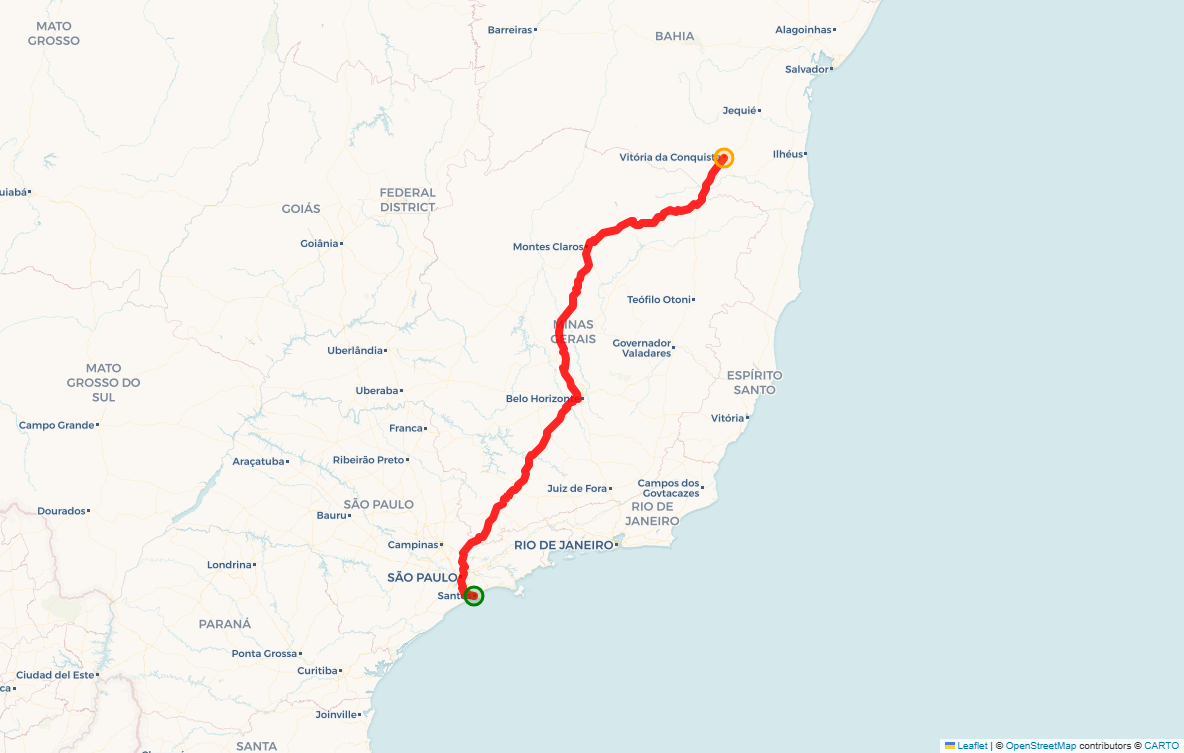 MATO
GROSSO
Barreiras
BAHIA
Alagoinhas
Salvador
Jequié
Vitória da Conquista
Ilhéus
uiabá
FEDERAL
DISTRICT
GOIÁS
Goiânia
Montes Claros
Teófilo Otoni
MINAS
GERAIS
Governador
Valadares
Uberlândia
MATO
GROSSO DO
SUL
ESPÍRITO
SANTO
Uberaba
Belo Horizonte
Vitória
Campo Grande
Franca
Araçatuba
Ribeirão Preto
Juiz de Fora
Campos dos
Govtacazes
SÃO PAULO
RIO DE
JANEIRO
Dourados
Bauru
Campinas
RIO DE JANEIRO
Londrina
SÃO PAULO
Sant
PARANÁ
Ponta Grossa
Curitiba
Ciudad del Este
ca
Joinville
SANTA
Leaflet | © OpenStreetMap contributors © CARTO